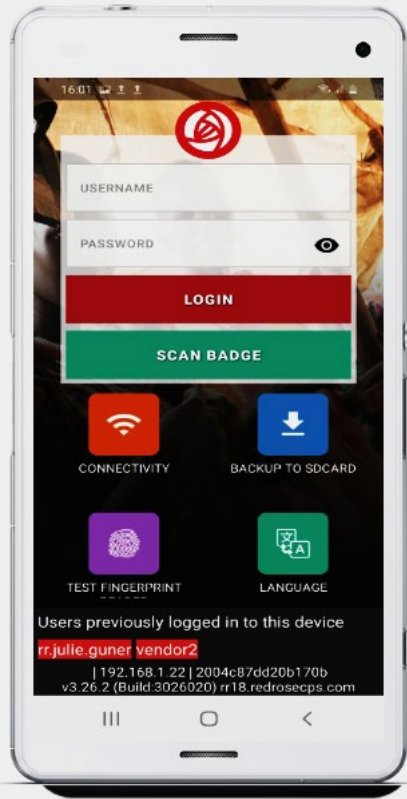 16:01
USERNAME
PASSWORD
LOGIN
SCAN BADGE
CONNECTIVITY BACKUP TO SDCARD
TEST FINGERPRINT LANGUAGE
Users previously logged in to this device
rr.julie.guner vendor2
| 192.168.1.22 | 2004c87dd20b170b
v3.26.2 (Build:3026020) rr18.redrosecps.com